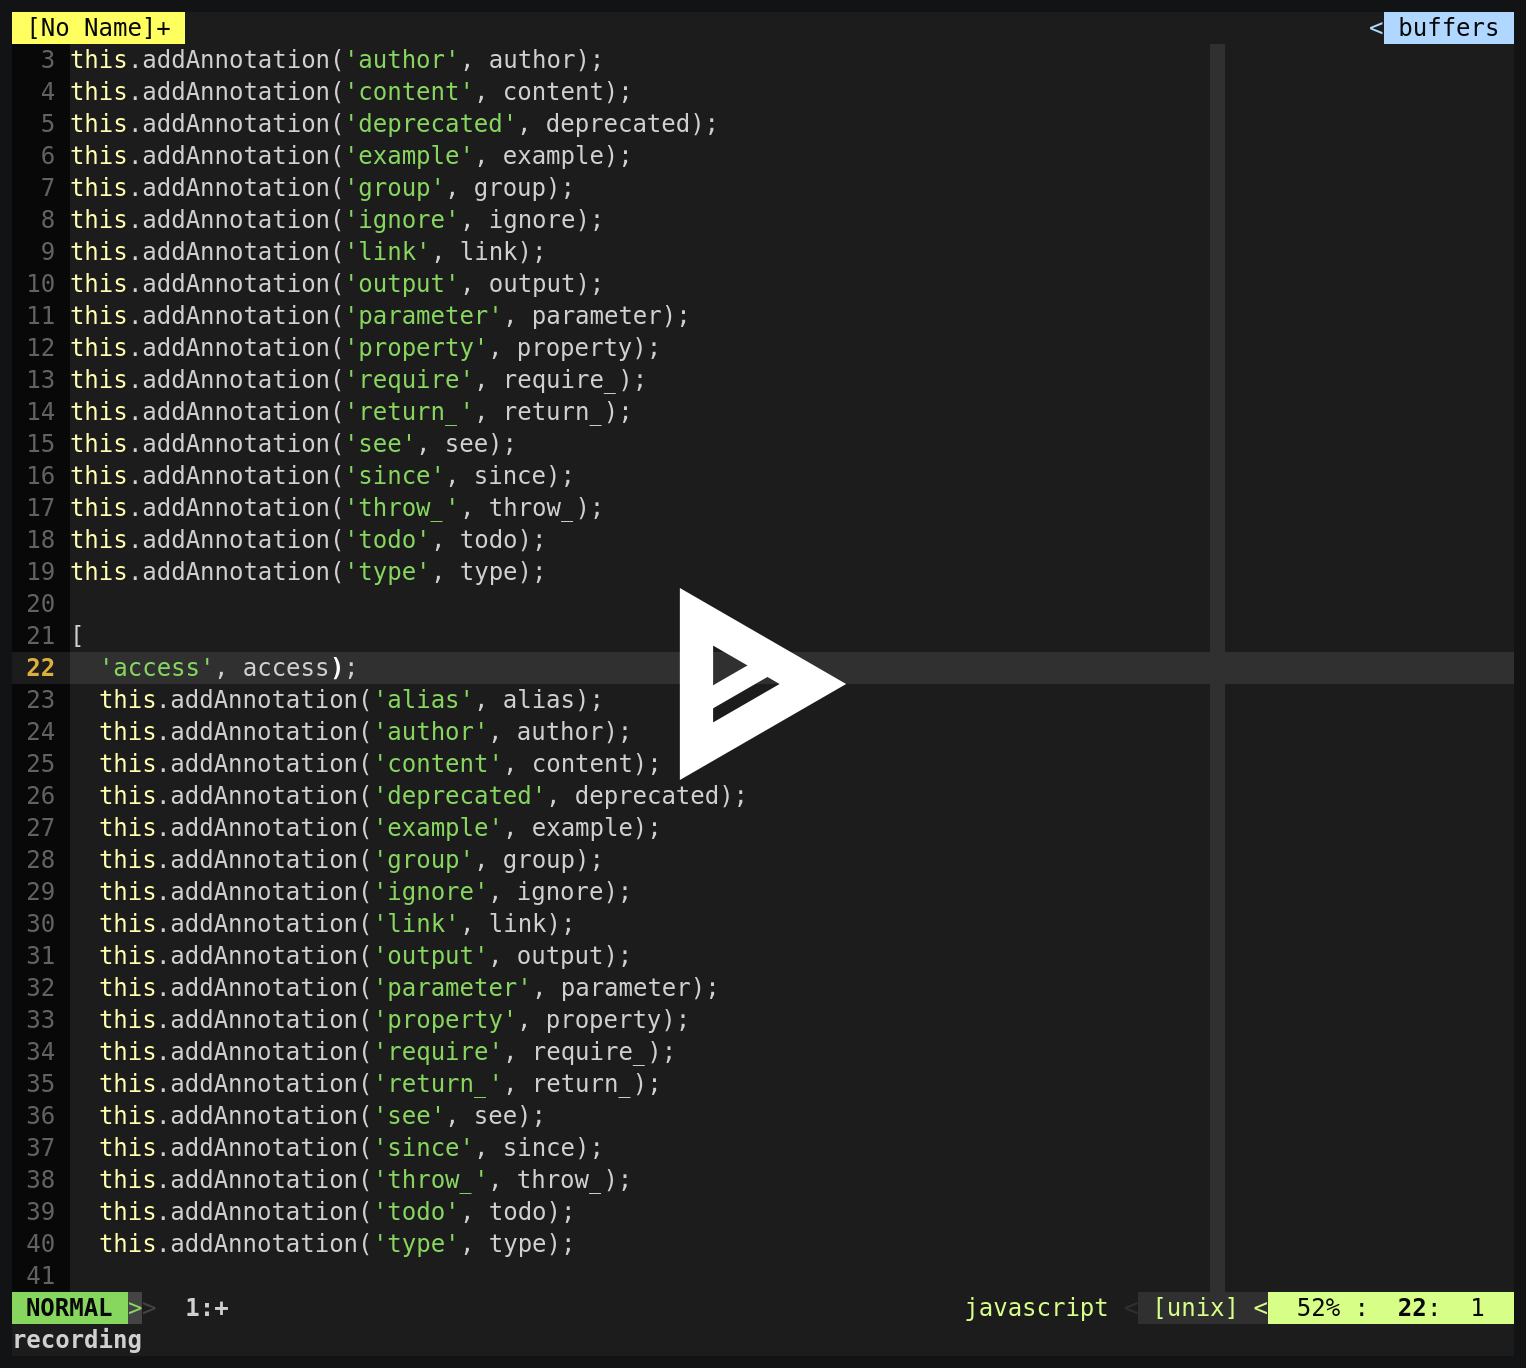 [No Name]+ < buffers
3 this.addAnnotation('author', author);
4 this.addAnnotation('content', content);
5 this.addAnnotation('deprecated', deprecated);
6 this.addAnnotation('example', example);
7 this.addAnnotation('group', group);
8 this.addAnnotation('ignore', ignore);
9 this.addAnnotation('link', link);
10 this.addAnnotation('output', output);
11 this.addAnnotation('parameter', parameter);
12 this.addAnnotation('property', property);
13 this.addAnnotation('require', require_);
14 this.addAnnotation('return_', return_);
15 this.addAnnotation('see', see);
16 this.addAnnotation('since', since);
17 this.addAnnotation('throw_', throw_);
18 this.addAnnotation('todo', todo);
19 this.addAnnotation('type', type);
20
21 [
22   'access', access);
23   this.addAnnotation('alias', alias);
24   this.addAnnotation('author', author);
25   this.addAnnotation('content', content);
26   this.addAnnotation('deprecated', deprecated);
27   this.addAnnotation('example', example);
28   this.addAnnotation('group', group);
29   this.addAnnotation('ignore', ignore);
30   this.addAnnotation('link', link);
31   this.addAnnotation('output', output);
32   this.addAnnotation('parameter', parameter);
33   this.addAnnotation('property', property);
34   this.addAnnotation('require', require_);
35   this.addAnnotation('return_', return_);
36   this.addAnnotation('see', see);
37   this.addAnnotation('since', since);
38   this.addAnnotation('throw_', throw_);
39   this.addAnnotation('todo', todo);
40   this.addAnnotation('type', type);
41
NORMAL >> 1:+ javascript < [unix] < 52% : 22: 1
recording